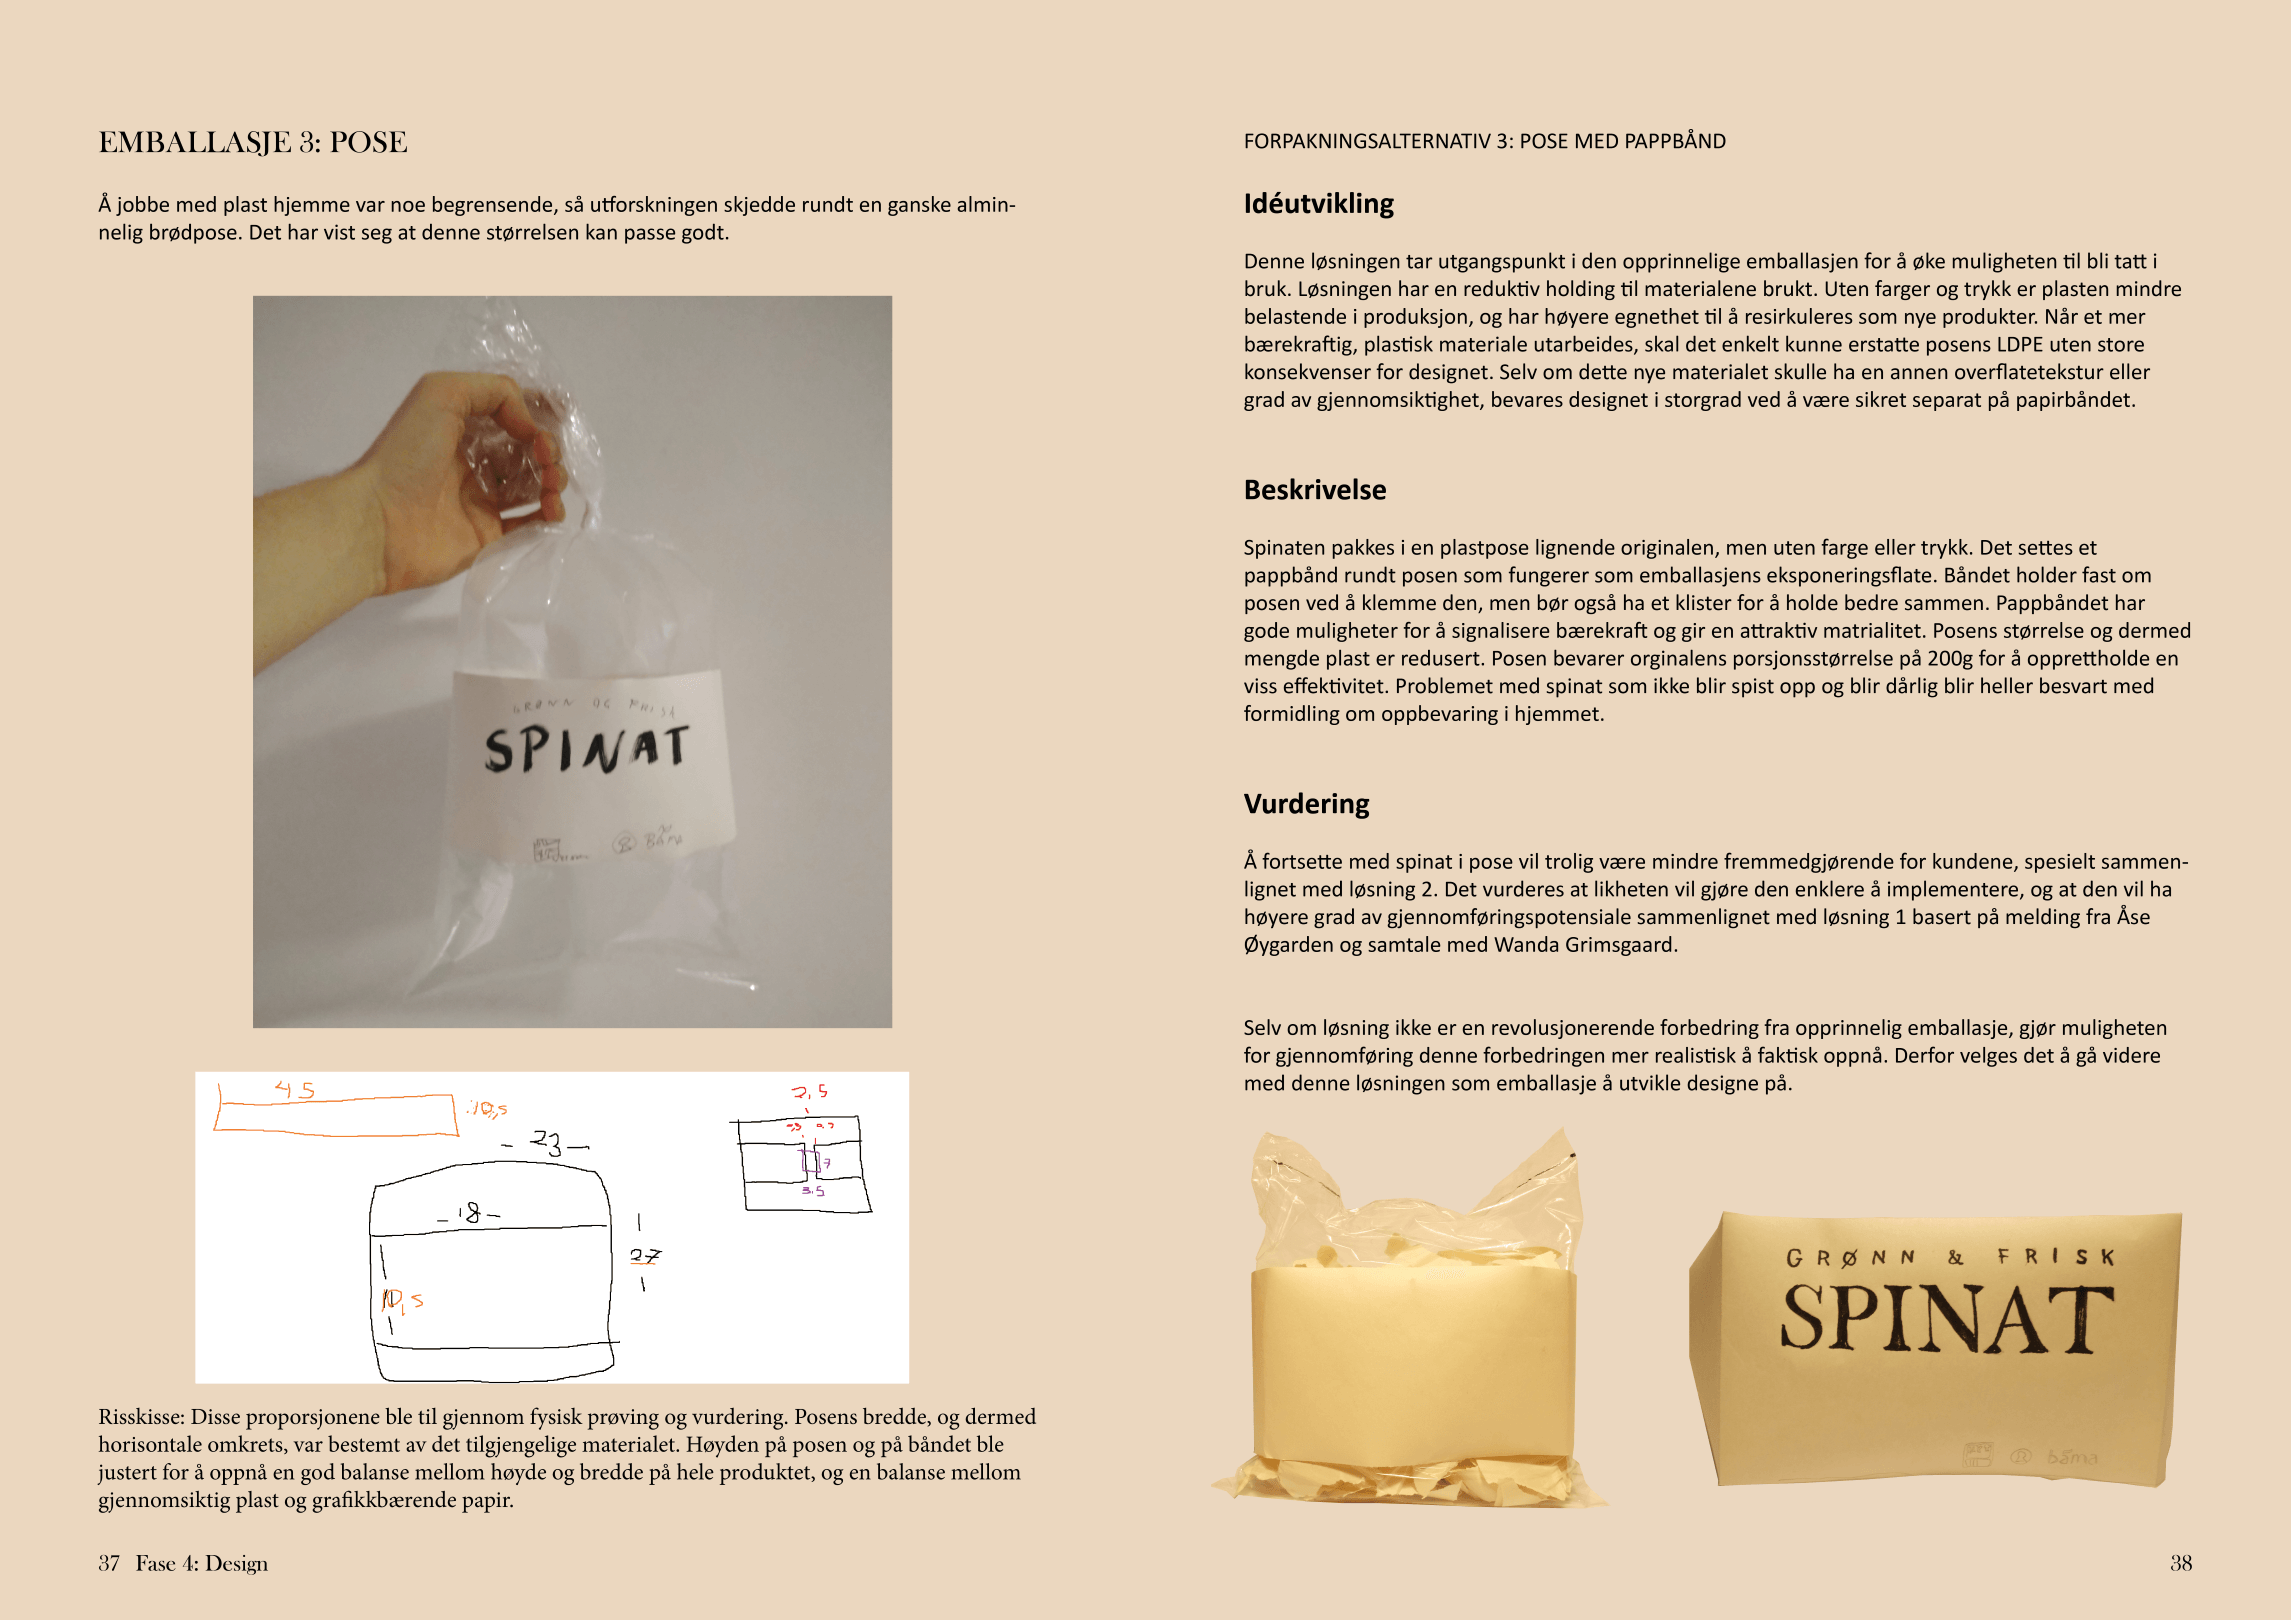 EMBALLASJE 3: POSE
Å jobbe med plast hjemme var noe begrensende, så utforskningen skjedde rundt en ganske almin-
nelig brødpose. Det har vist seg at denne størrelsen kan passe godt.
GRØNN OG FRISK
SPINAT
BAMA
45
10,5
- 23 -
- 18 -
10,5
27
2,5
7
3.5
Risskisse: Disse proporsjonene ble til gjennom fysisk prøving og vurdering. Posens bredde, og dermed
horisontale omkrets, var bestemt av det tilgjengelige materialet. Høyden på posen og på båndet ble
justert for å oppnå en god balanse mellom høyde og bredde på hele produktet, og en balanse mellom
gjennomsiktig plast og grafikkbærende papir.
37 Fase 4: Design
FORPAKNINGSALTERNATIV 3: POSE MED PAPPBÅND
Idéutvikling
Denne løsningen tar utgangspunkt i den opprinnelige emballasjen for å øke muligheten til bli tatt i
bruk. Løsningen har en reduktiv holding til materialene brukt. Uten farger og trykk er plasten mindre
belastende i produksjon, og har høyere egnethet til å resirkuleres som nye produkter. Når et mer
bærekraftig, plastisk materiale utarbeides, skal det enkelt kunne erstatte posens LDPE uten store
konsekvenser for designet. Selv om dette nye materialet skulle ha en annen overflatetekstur eller
grad av gjennomsiktighet, bevares designet i storgrad ved å være sikret separat på papirbåndet.
Beskrivelse
Spinaten pakkes i en plastpose lignende originalen, men uten farge eller trykk. Det settes et
pappbånd rundt posen som fungerer som emballasjens eksponeringsflate. Båndet holder fast om
posen ved å klemme den, men bør også ha et klister for å holde bedre sammen. Pappbåndet har
gode muligheter for å signalisere bærekraft og gir en attraktiv matrialitet. Posens størrelse og dermed
mengde plast er redusert. Posen bevarer orginalens porsjonsstørrelse på 200g for å opprettholde en
viss effektivitet. Problemet med spinat som ikke blir spist opp og blir dårlig blir heller besvart med
formidling om oppbevaring i hjemmet.
Vurdering
Å fortsette med spinat i pose vil trolig være mindre fremmedgjørende for kundene, spesielt sammen-
lignet med løsning 2. Det vurderes at likheten vil gjøre den enklere å implementere, og at den vil ha
høyere grad av gjennomføringspotensiale sammenlignet med løsning 1 basert på melding fra Åse
Øygarden og samtale med Wanda Grimsgaard.
Selv om løsning ikke er en revolusjonerende forbedring fra opprinnelig emballasje, gjør muligheten
for gjennomføring denne forbedringen mer realistisk å faktisk oppnå. Derfor velges det å gå videre
med denne løsningen som emballasje å utvikle designe på.
GRØNN & FRISK
SPINAT
® bama
38